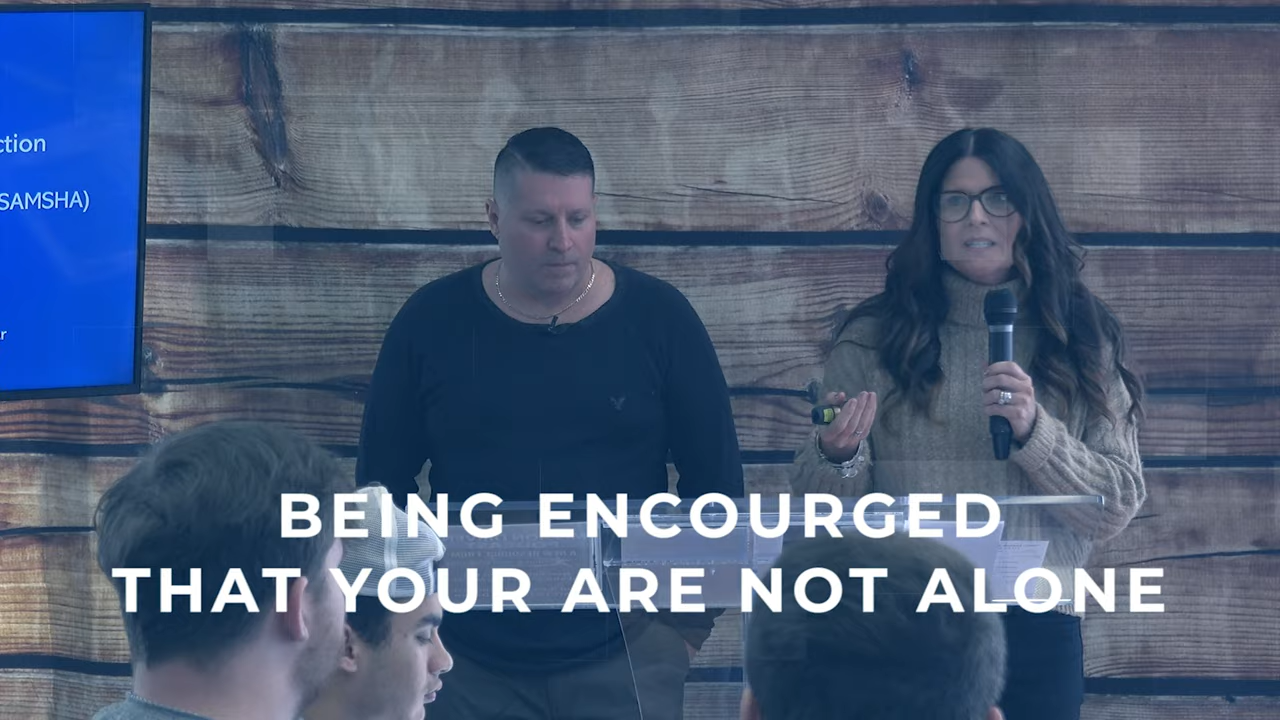 ction
SAMSHA)
r
BEING ENCOURGED
THAT YOUR ARE NOT ALONE